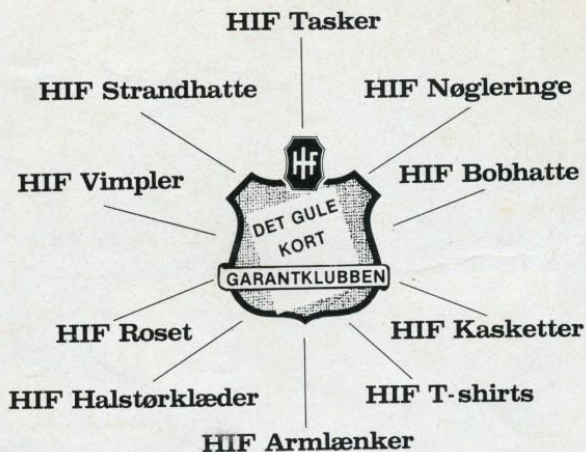 HIF Tasker
HIF Strandhatte
HIF Nøgleringe
HIF
HIF Vimpler
HIF Bobhatte
DET GULE
KORT
GARANTKLUBBEN
HIF Roset
HIF Kasketter
HIF Halstørklæder
HIF T-shirts
HIF Armlænker